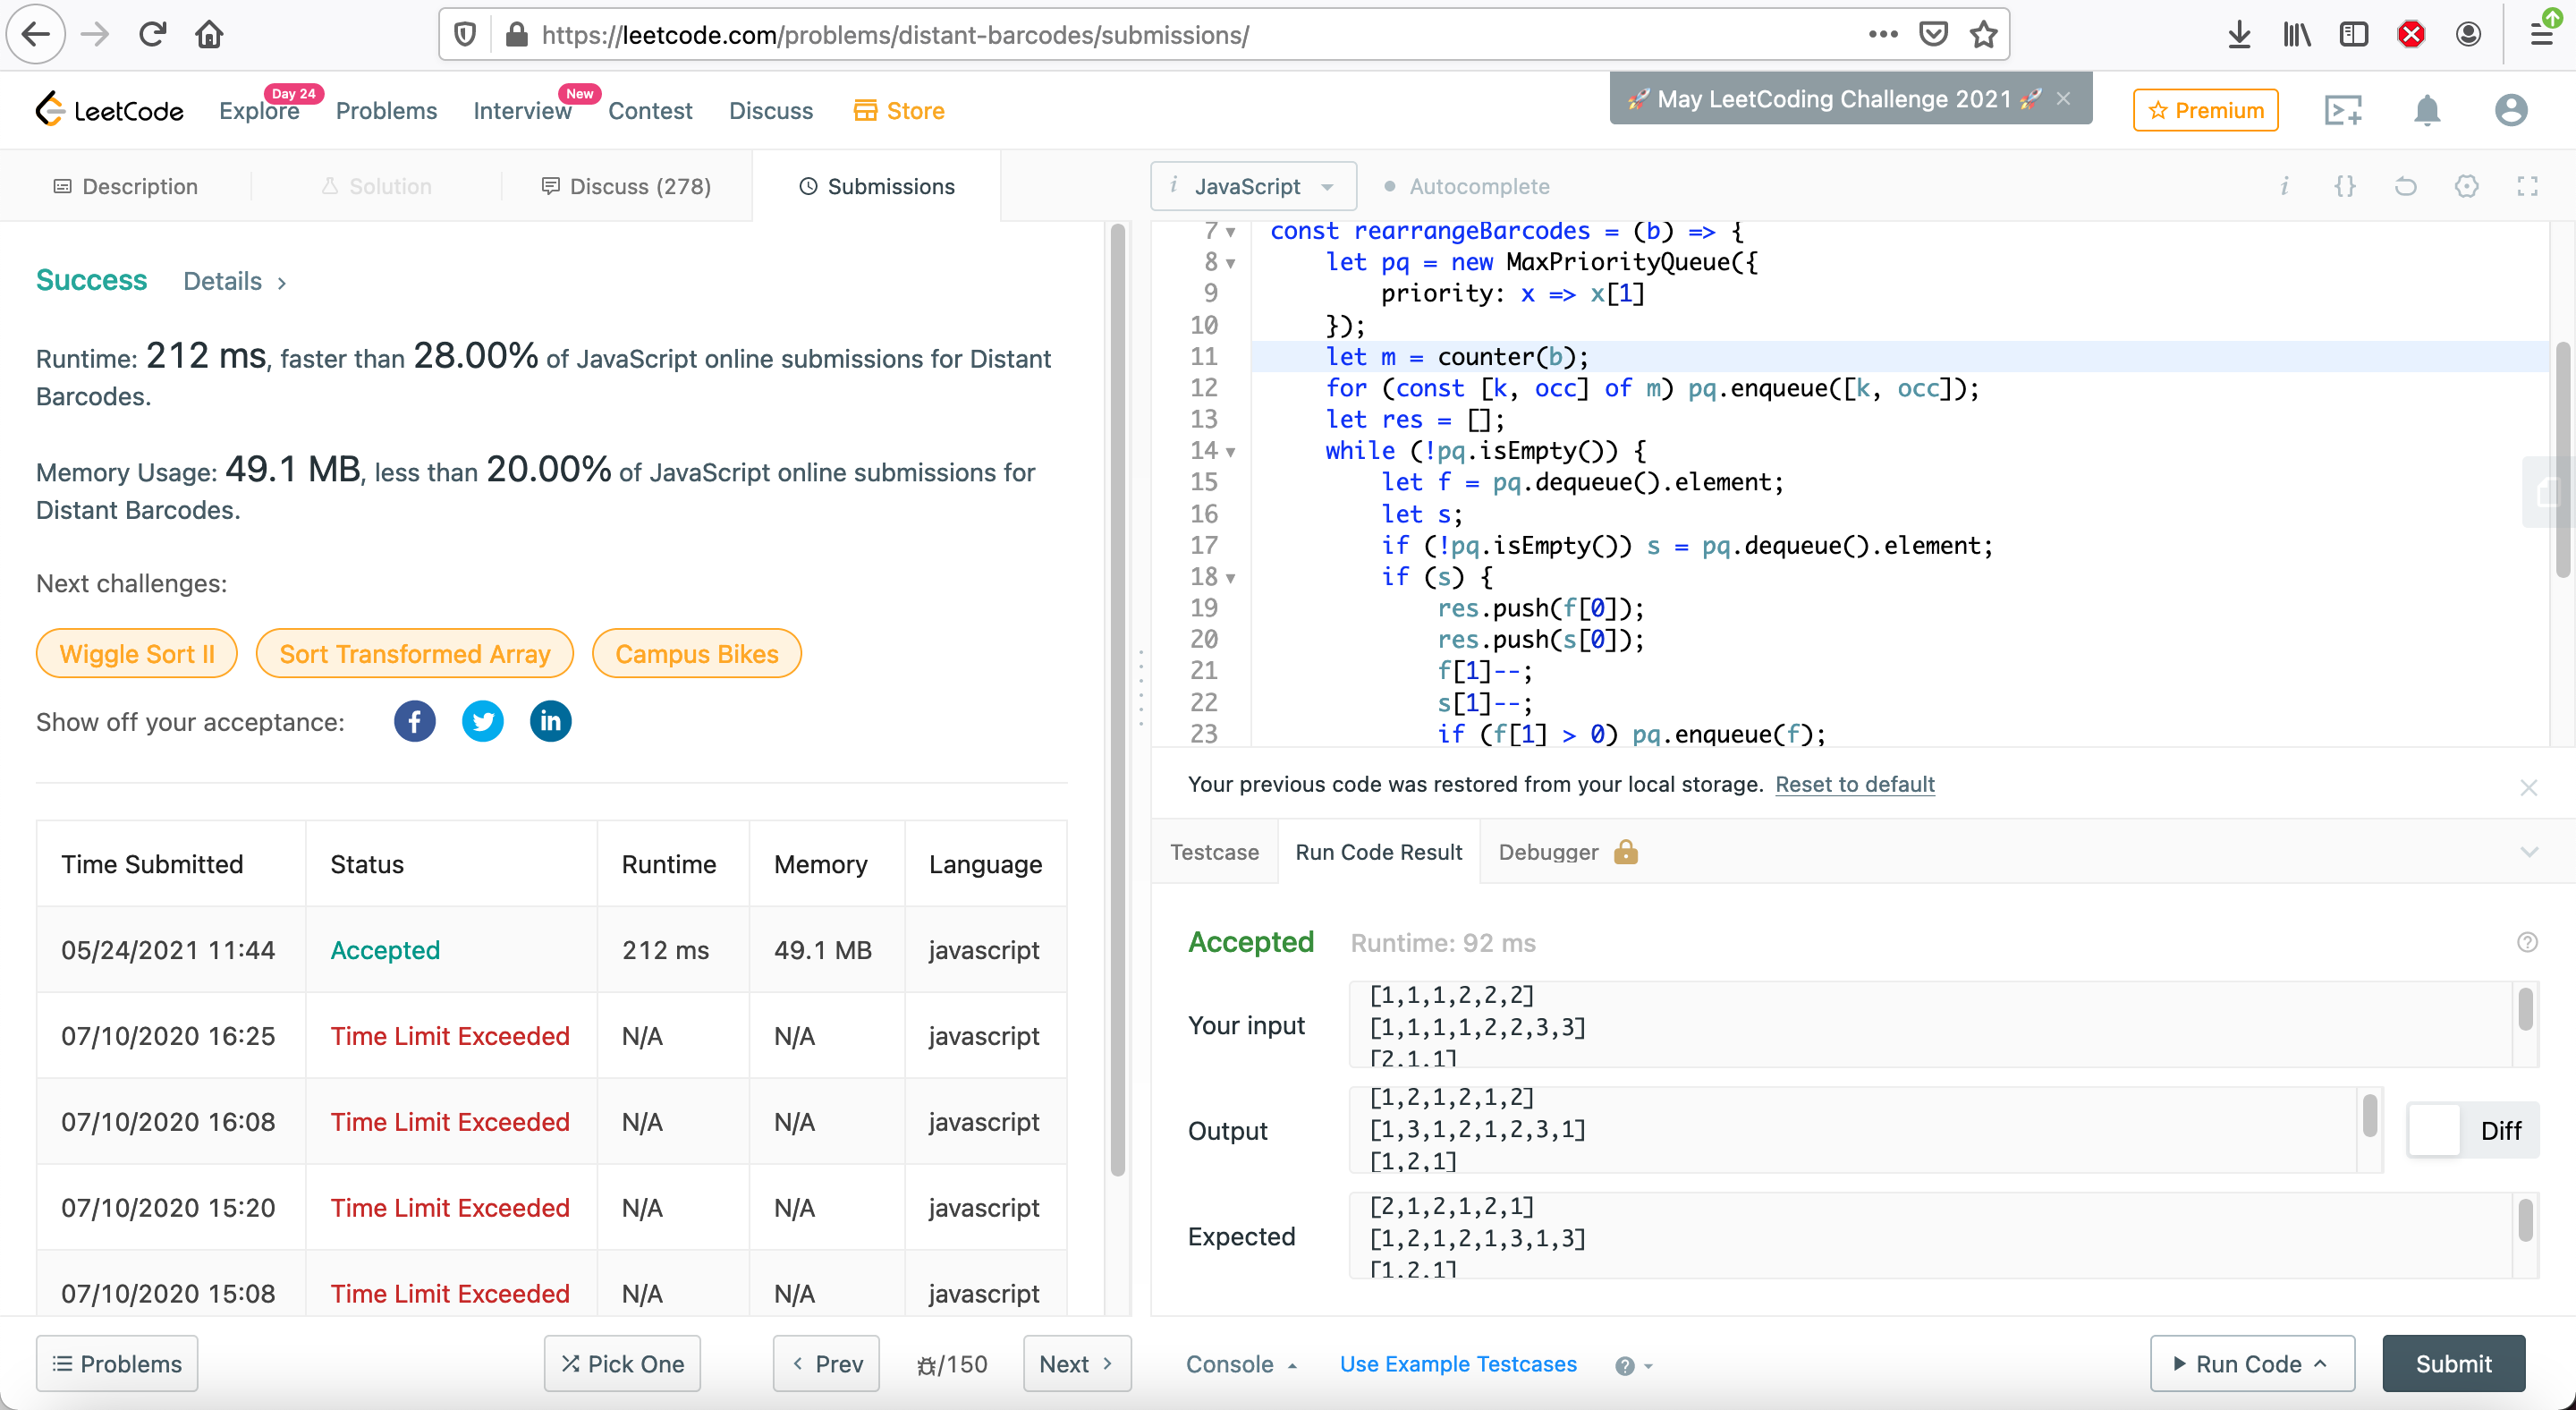 https://leetcode.com/problems/distant-barcodes/submissions/
LeetCode
Explore
Day 24
Problems
Interview
New
Contest
Discuss
Store
🚀 May LeetCoding Challenge 2021 🚀 ×
Premium
Description
Solution
Discuss (278)
Submissions
i JavaScript
Autocomplete
Success
Details >
Runtime: 212 ms, faster than 28.00% of JavaScript online submissions for Distant
Barcodes.
Memory Usage: 49.1 MB, less than 20.00% of JavaScript online submissions for
Distant Barcodes.
Next challenges:
Wiggle Sort II
Sort Transformed Array
Campus Bikes
Show off your acceptance:
Time Submitted Status Runtime Memory Language
05/24/2021 11:44 Accepted 212 ms 49.1 MB javascript
07/10/2020 16:25 Time Limit Exceeded N/A N/A javascript
07/10/2020 16:08 Time Limit Exceeded N/A N/A javascript
07/10/2020 15:20 Time Limit Exceeded N/A N/A javascript
07/10/2020 15:08 Time Limit Exceeded N/A N/A javascript
7 const rearrangeBarcodes = (b) => {
8 let pq = new MaxPriorityQueue({
9 priority: x => x[1]
10 });
11 let m = counter(b);
12 for (const [k, occ] of m) pq.enqueue([k, occ]);
13 let res = [];
14 while (!pq.isEmpty()) {
15 let f = pq.dequeue().element;
16 let s;
17 if (!pq.isEmpty()) s = pq.dequeue().element;
18 if (s) {
19 res.push(f[0]);
20 res.push(s[0]);
21 f[1]--;
22 s[1]--;
23 if (f[1] > 0) pq.enqueue(f);
Your previous code was restored from your local storage. Reset to default
Testcase
Run Code Result
Debugger
Accepted
Runtime: 92 ms
Your input
[1,1,1,2,2,2]
[1,1,1,1,2,2,3,3]
[2,1,1]
Output
[1,2,1,2,1,2]
[1,3,1,2,1,2,3,1]
[1,2,1]
Diff
Expected
[2,1,2,1,2,1]
[1,2,1,2,1,3,1,3]
[1,2,1]
Problems
Pick One
< Prev
/150
Next >
Console
Use Example Testcases
Run Code
Submit